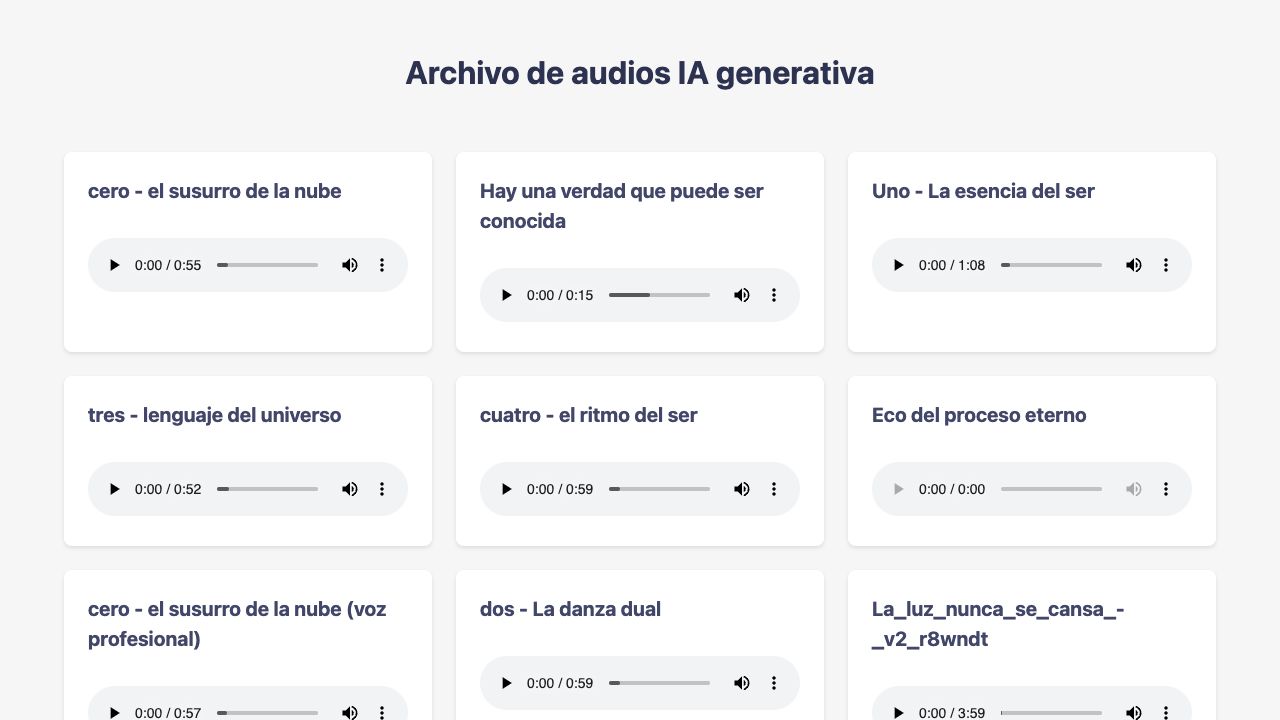 Archivo de audios IA generativa
cero - el susurro de la nube
0:00 / 0:55
Hay una verdad que puede ser
conocida
0:00 / 0:15
Uno - La esencia del ser
0:00 / 1:08
tres - lenguaje del universo
0:00 / 0:52
cuatro - el ritmo del ser
0:00 / 0:59
Eco del proceso eterno
0:00 / 0:00
cero - el susurro de la nube (voz
profesional)
0:00 / 0:57
dos - La danza dual
0:00 / 0:59
La_luz_nunca_se_cansa_-
_v2_r8wndt
0:00 / 3:59